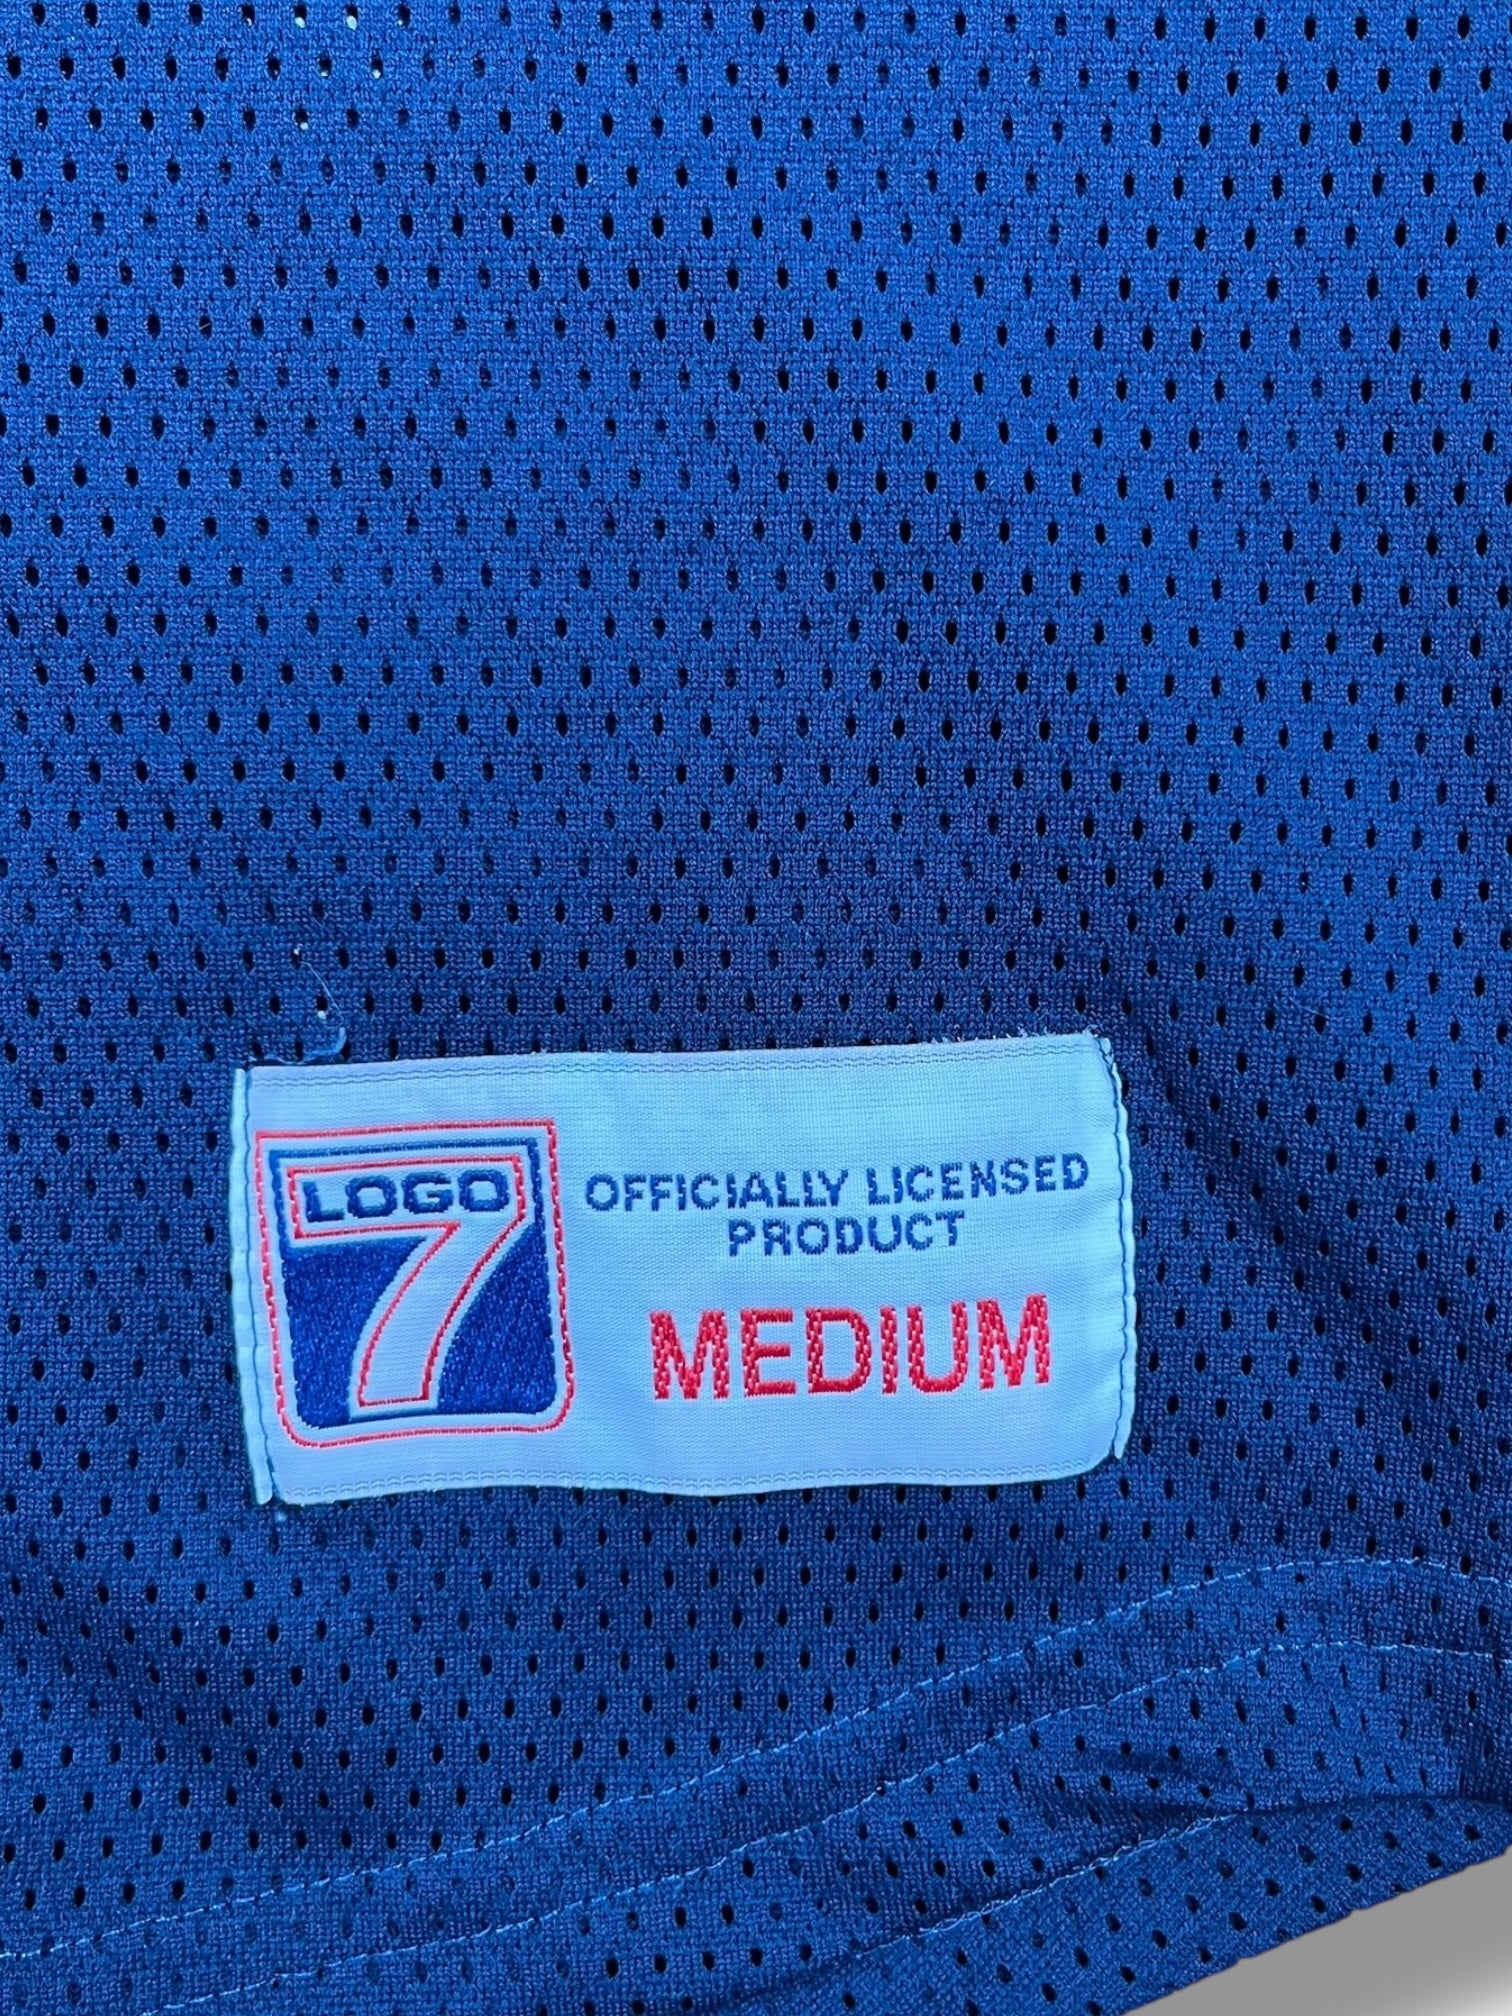 LOGO
7
OFFICIALLY LICENSED
PRODUCT
MEDIUM